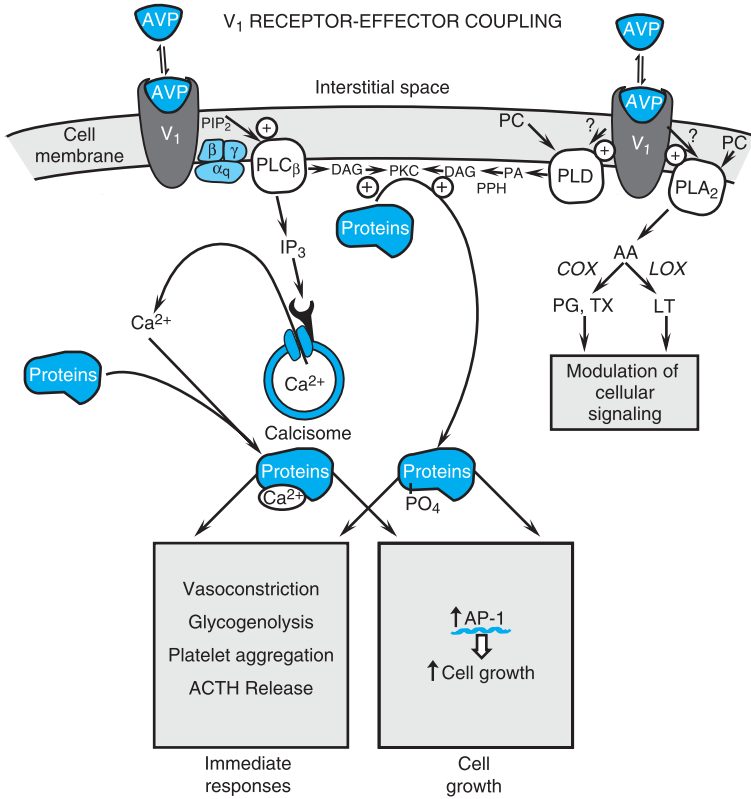 AVP
V₁ RECEPTOR-EFFECTOR COUPLING
AVP
Interstitial space
AVP
AVP
Cell
membrane
V₁
PIP₂
+
β γ
αq
PLCβ
DAG
PKC
DAG
PA
PPH
+
+
PC
PLD
?
+
V₁
?
+
PC
PLA₂
Proteins
IP₃
AA
COX
LOX
PG, TX
LT
Ca²⁺
Modulation of
cellular
signaling
Proteins
Ca²⁺
Calcisome
Proteins
Ca²⁺
Proteins
PO₄
Vasoconstriction
Glycogenolysis
Platelet aggregation
ACTH Release
AP-1
Cell growth
Immediate
responses
Cell
growth